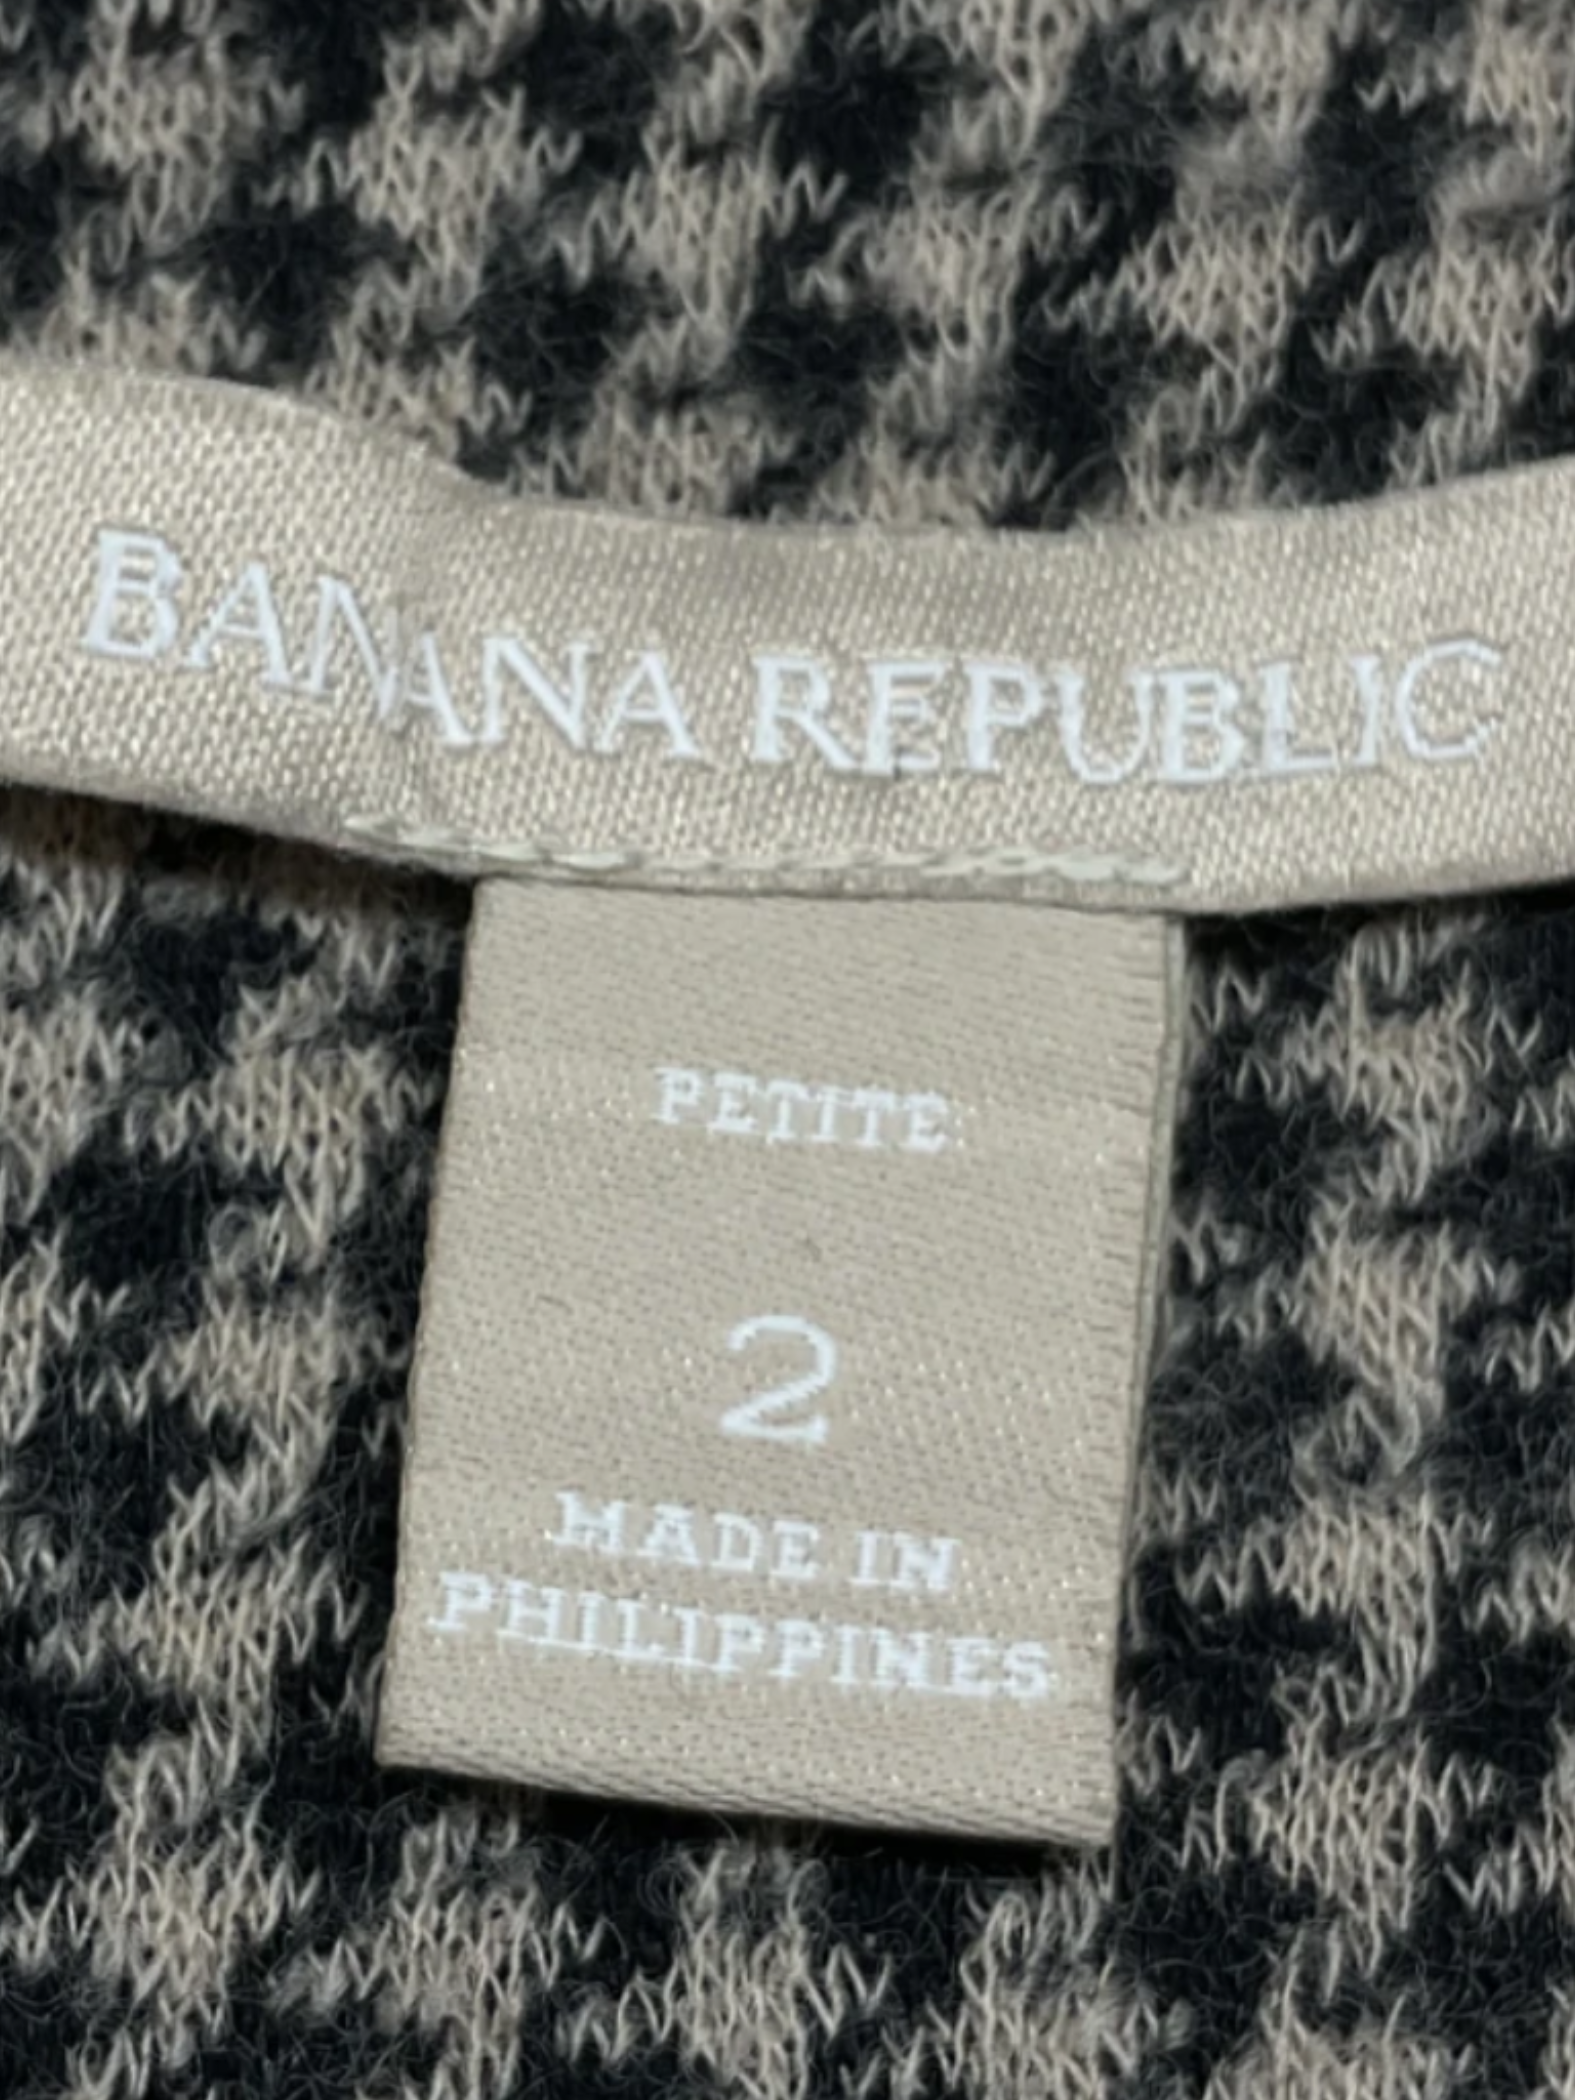 BANANA REPUBLIC
PETITE
2
MADE IN
PHILIPPINES